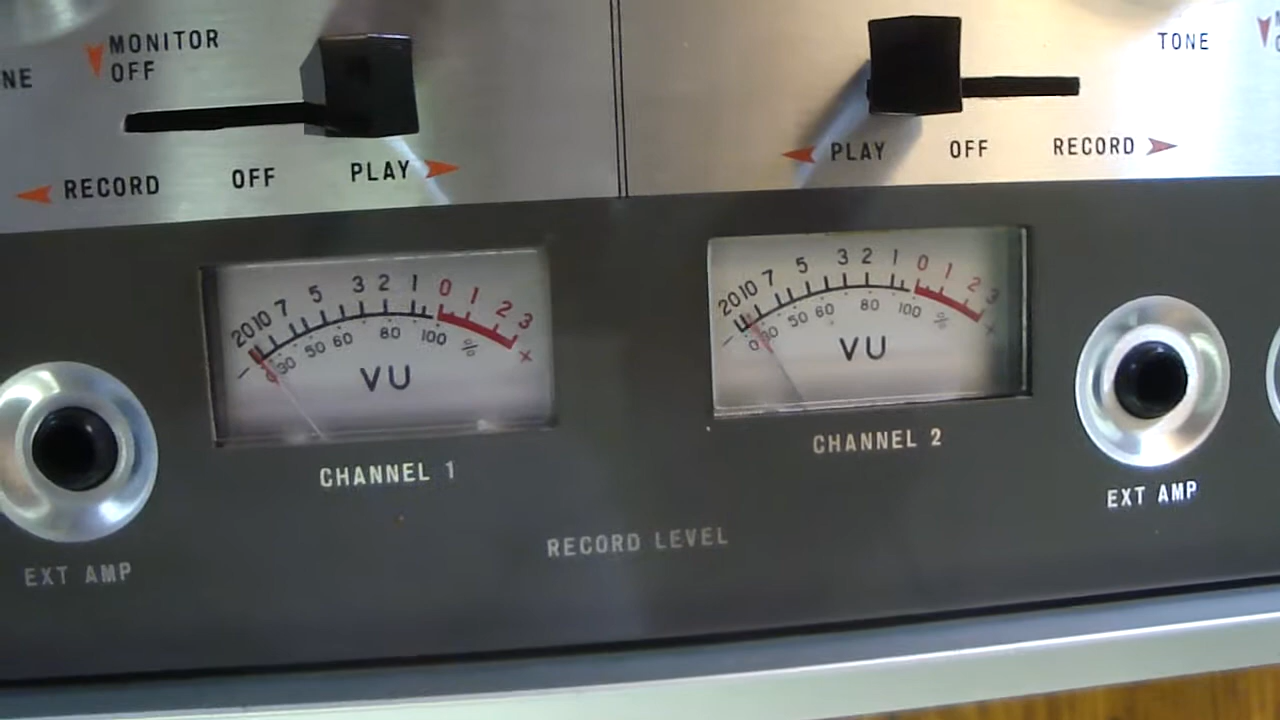 MONITOR
OFF
NE
RECORD OFF PLAY
TONE
PLAY OFF RECORD
20 10 7 5 3 2 1 0 1 2 3
- 0 30 50 60 80 100 % +
VU
CHANNEL 1
20 10 7 5 3 2 1 0 1 2 3
- 0 30 50 60 80 100 % +
VU
CHANNEL 2
EXT AMP
RECORD LEVEL
EXT AMP